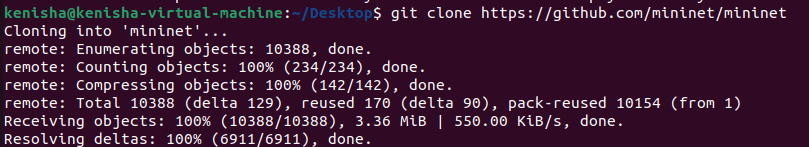 kenisha@kenisha-virtual-machine:~/Desktop$ git clone https://github.com/mininet/mininet
Cloning into 'mininet'...
remote: Enumerating objects: 10388, done.
remote: Counting objects: 100% (234/234), done.
remote: Compressing objects: 100% (142/142), done.
remote: Total 10388 (delta 129), reused 170 (delta 90), pack-reused 10154 (from 1)
Receiving objects: 100% (10388/10388), 3.36 MiB | 550.00 KiB/s, done.
Resolving deltas: 100% (6911/6911), done.